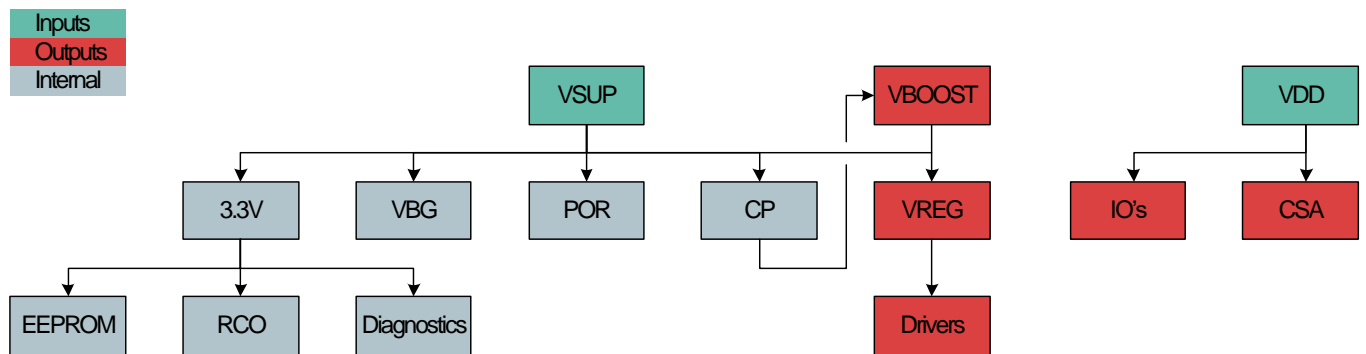 Inputs
Outputs
Internal
VSUP
VBOOST
VDD
3.3V
VBG
POR
CP
VREG
IO's
CSA
EEPROM
RCO
Diagnostics
Drivers